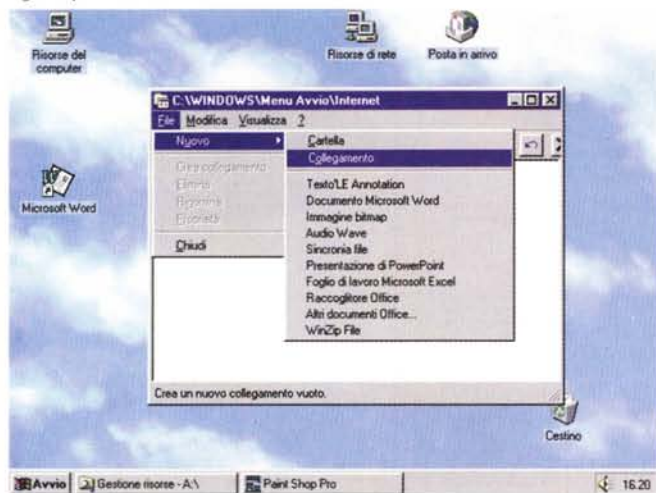 Risorse del
computer
Risorse di rete
Posta in arrivo
C:\WINDOWS\Menu Avvio\Internet
File Modifica Visualizza ?
Nuovo
Crea collegamento
Elimina
Rinomina
Proprietà
Chiudi
Cartella
Collegamento
Texto'LE Annotation
Documento Microsoft Word
Immagine bitmap
Audio Wave
Sincronia file
Presentazione di PowerPoint
Foglio di lavoro Microsoft Excel
Raccoglitore Office
Altri documenti Office...
WinZip File
Microsoft Word
Crea un nuovo collegamento vuoto.
Cestino
Avvio Gestione risorse - A:\ Paint Shop Pro 16.20